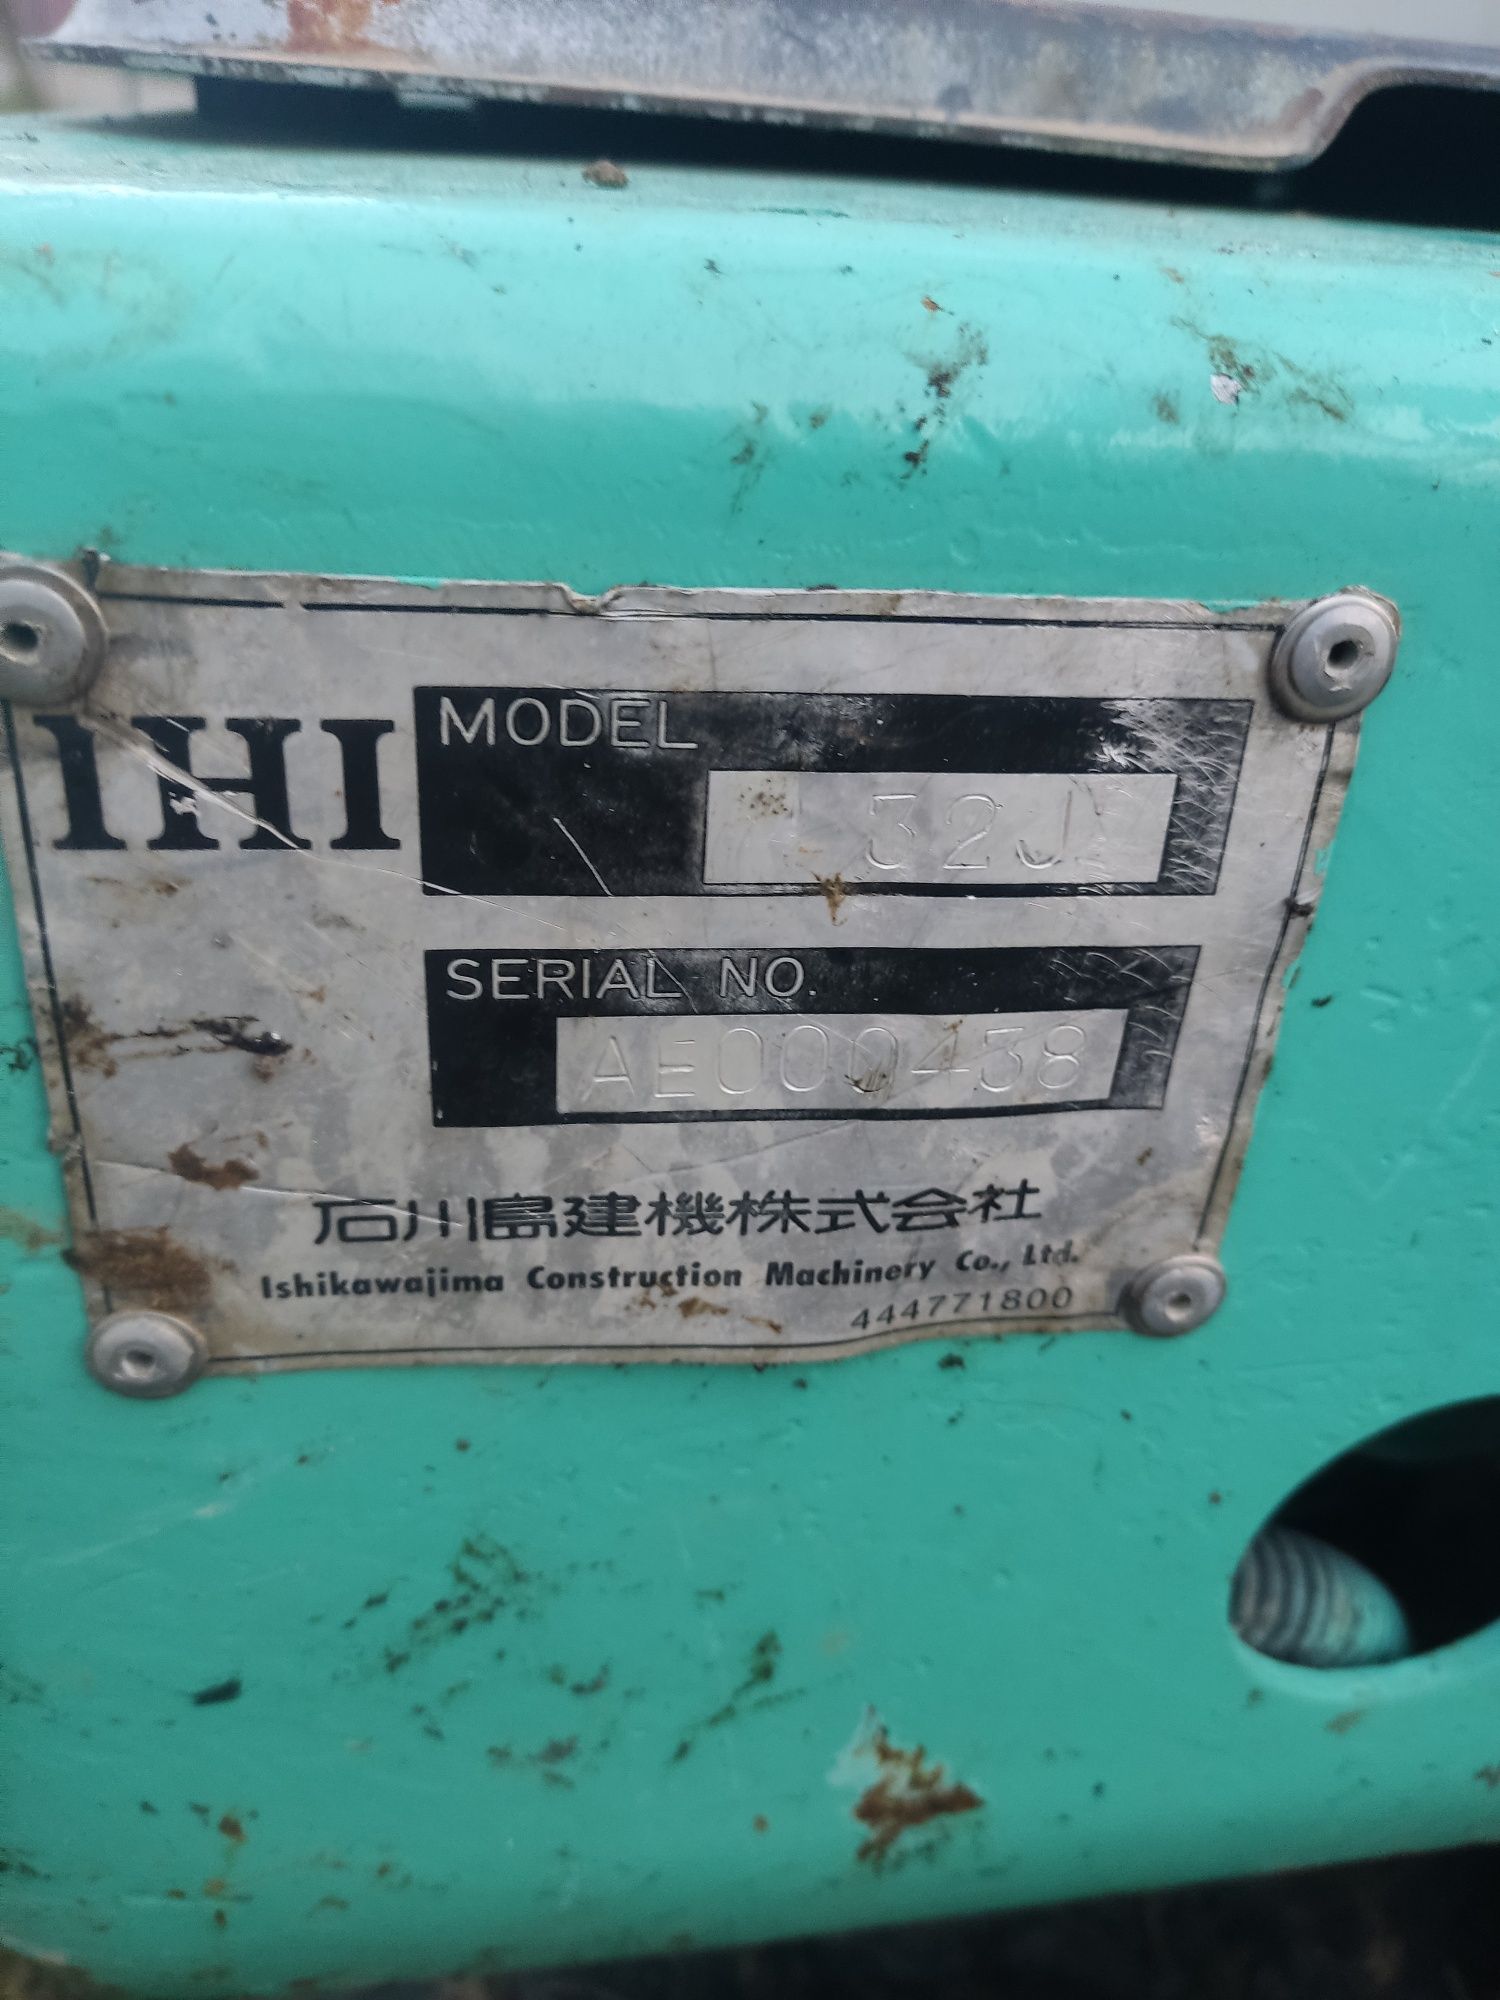 IHI
MODEL
32J
SERIAL NO.
AE000438
石川島建機株式会社
Ishikawajima Construction Machinery Co., Ltd.
444771800